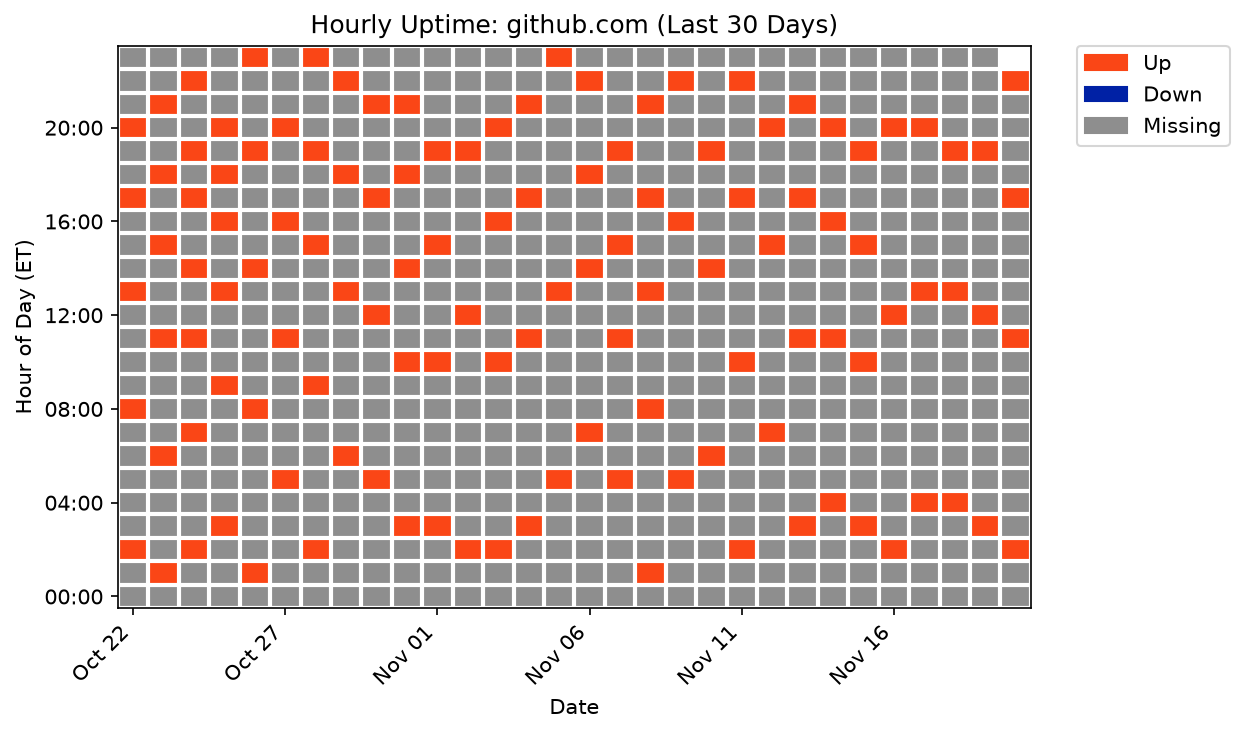 Hourly Uptime: github.com (Last 30 Days)
Up
Down
Missing
Hour of Day (ET)
20:00
16:00
12:00
08:00
04:00
00:00
Oct 22
Oct 27
Nov 01
Nov 06
Nov 11
Nov 16
Date